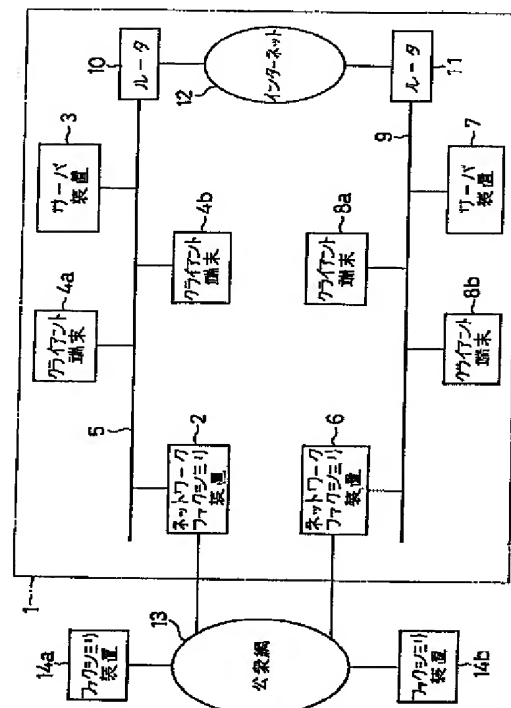 1
10
ルータ
3
サーバ
装置
4a
クライアント
端末
4b
クライアント
端末
5
2
ネットワーク
ファクシミリ
装置
12
インターネット
13
公衆網
14a
ファクシミリ
装置
14b
ファクシミリ
装置
6
ネットワーク
ファクシミリ
装置
8a
クライアント
端末
8b
クライアント
端末
9
7
サーバ
装置
11
ルータ